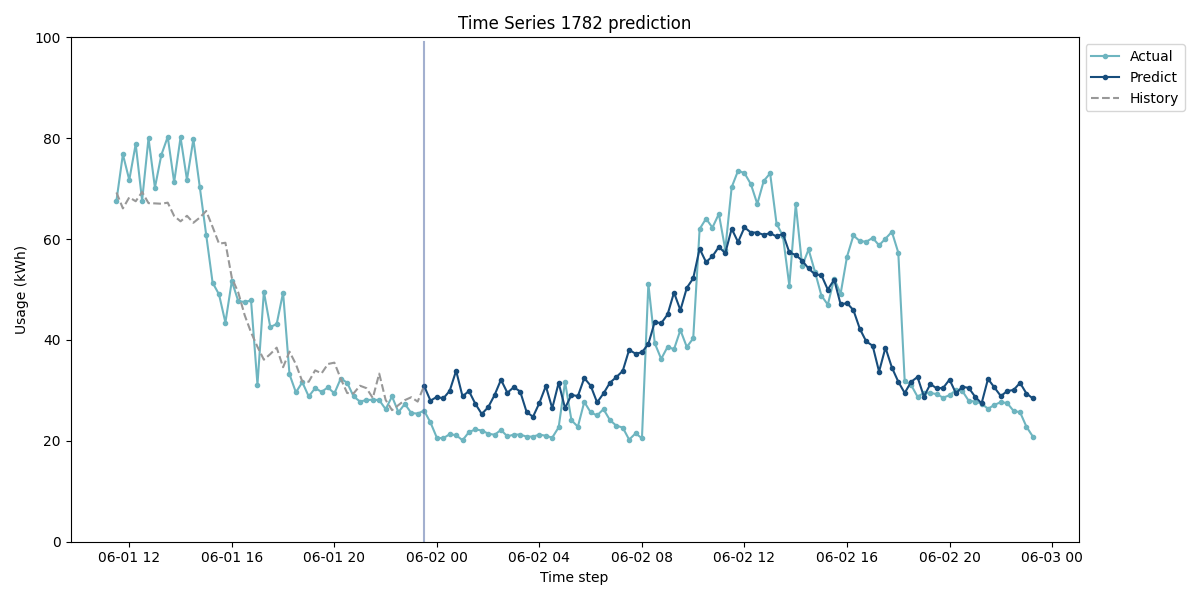 Time Series 1782 prediction
Usage (kWh)
100
80
60
40
20
0
06-01 12
06-01 16
06-01 20
06-02 00
06-02 04
06-02 08
06-02 12
06-02 16
06-02 20
06-03 00
Time step
Actual
Predict
History